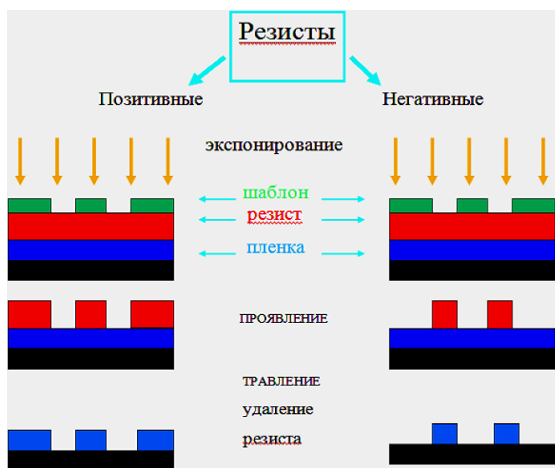 Резисты
Позитивные
Негативные
экспонирование
шаблон
резист
пленка
ПРОЯВЛЕНИЕ
ТРАВЛЕНИЕ
удаление
резиста